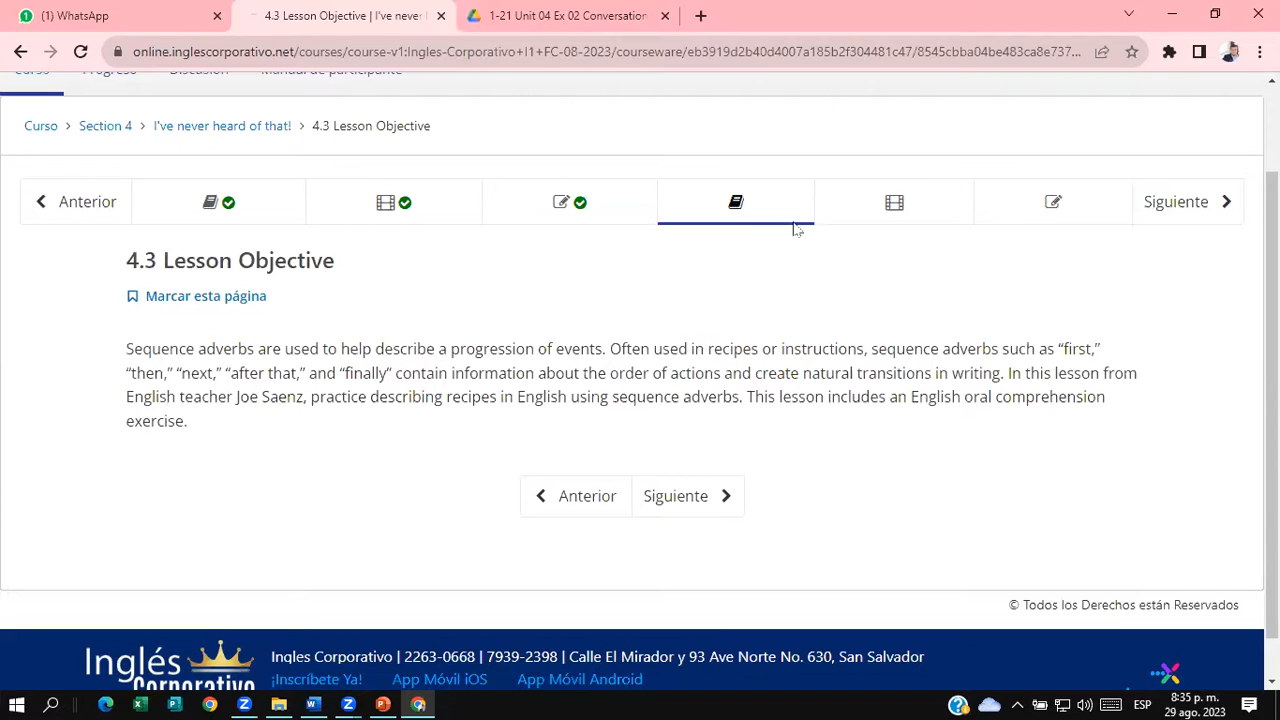 (1) WhatsApp
4.3 Lesson Objective | I've never
1-21 Unit 04 Ex 02 Conversation
online.inglescorporativo.net/courses/course-v1:Ingles-Corporativo+I1+FC-08-2023/courseware/eb3919d2b40d4007a185b2f304481c47/8545cbba04be483ca8e737...
Curso Progreso Discusión Manual de participante
Curso > Section 4 > I've never heard of that! > 4.3 Lesson Objective
Anterior
Siguiente
4.3 Lesson Objective
Marcar esta página
Sequence adverbs are used to help describe a progression of events. Often used in recipes or instructions, sequence adverbs such as “first,”
“then,” “next,” “after that,” and “finally” contain information about the order of actions and create natural transitions in writing. In this lesson from
English teacher Joe Saenz, practice describing recipes in English using sequence adverbs. This lesson includes an English oral comprehension
exercise.
Anterior Siguiente
© Todos los Derechos están Reservados
Inglés
Corporativo
Ingles Corporativo | 2263-0668 | 7939-2398 | Calle El Mirador y 93 Ave Norte No. 630, San Salvador
¡Inscríbete Ya! App Móvil iOS App Móvil Android
ESP
8:35 p. m.
29 ago. 2023